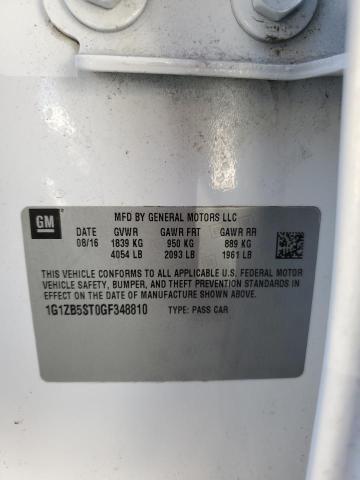 GM
MFD BY GENERAL MOTORS LLC
DATE GVWR GAWR FRT GAWR RR
08/16 1839 KG 950 KG 889 KG
4054 LB 2093 LB 1961 LB
THIS VEHICLE CONFORMS TO ALL APPLICABLE U.S. FEDERAL MOTOR
VEHICLE SAFETY, BUMPER, AND THEFT PREVENTION STANDARDS
IN EFFECT ON THE DATE OF MANUFACTURE SHOWN ABOVE.
1G1ZB5ST0GF348810 TYPE: PASS CAR